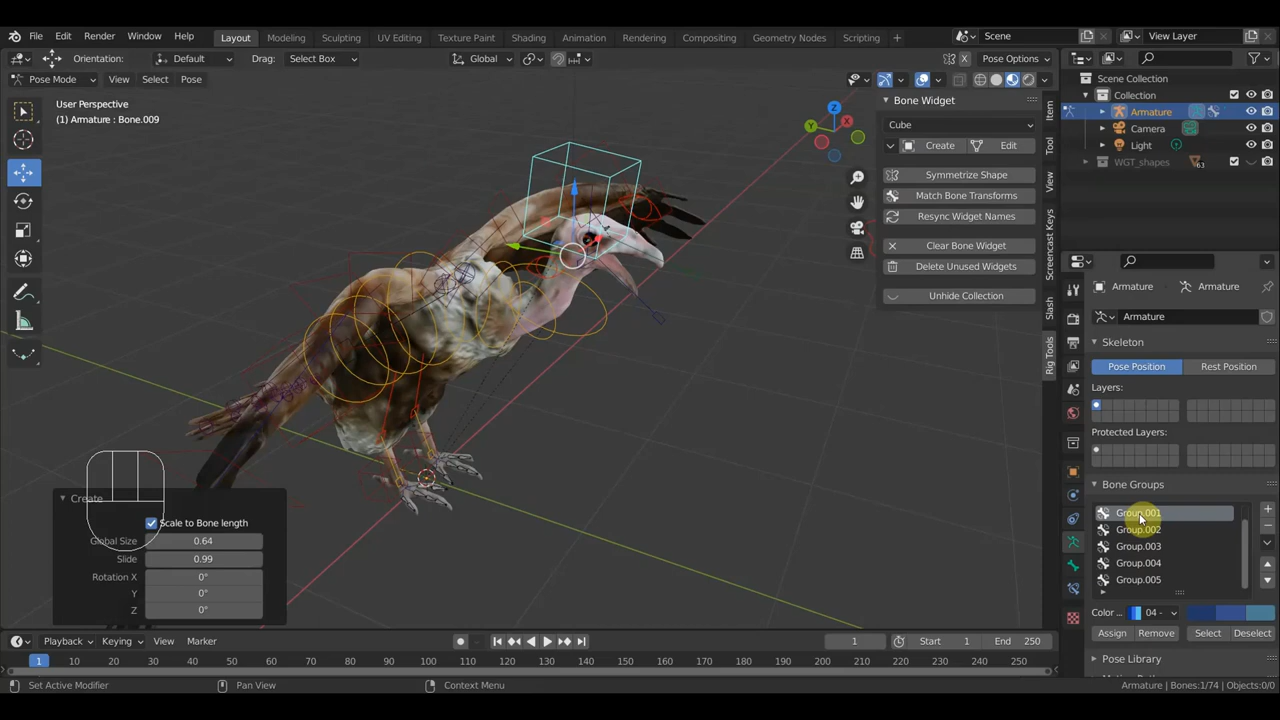 File Edit Render Window Help Layout Modeling Sculpting UV Editing Texture Paint Shading Animation Rendering Compositing Geometry Nodes Scripting + Scene View Layer
Orientation: Default Drag: Select Box Global X Pose Options
Pose Mode View Select Pose
Scene Collection
Collection
Armature
Camera
Light
WGT_shapes 63
User Perspective
(1) Armature : Bone.009
Z
Y
X
Bone Widget
Cube
Create Edit
Symmetrize Shape
Match Bone Transforms
Resync Widget Names
Clear Bone Widget
Delete Unused Widgets
Unhide Collection
Item
Tool
View
Screencast Keys
Slash
Rig Tools
Armature Armature
Armature
Skeleton
Pose Position Rest Position
Layers:
Protected Layers:
Bone Groups
Group.001
Group.002
Group.003
Group.004
Group.005
Color ... 04 -
Assign Remove Select Deselect
Pose Library
Create
Scale to Bone length
Global Size 0.64
Slide 0.99
Rotation X 0°
Y 0°
Z 0°
Playback Keying View Marker 1 Start 1 End 250
1 10 20 30 40 50 60 70 80 90 100 110 120 130 140 150 160 170 180 190 200 210 220 230 240 250
Set Active Modifier Pan View Context Menu Armature | Bones:1/74 | Objects:0/0